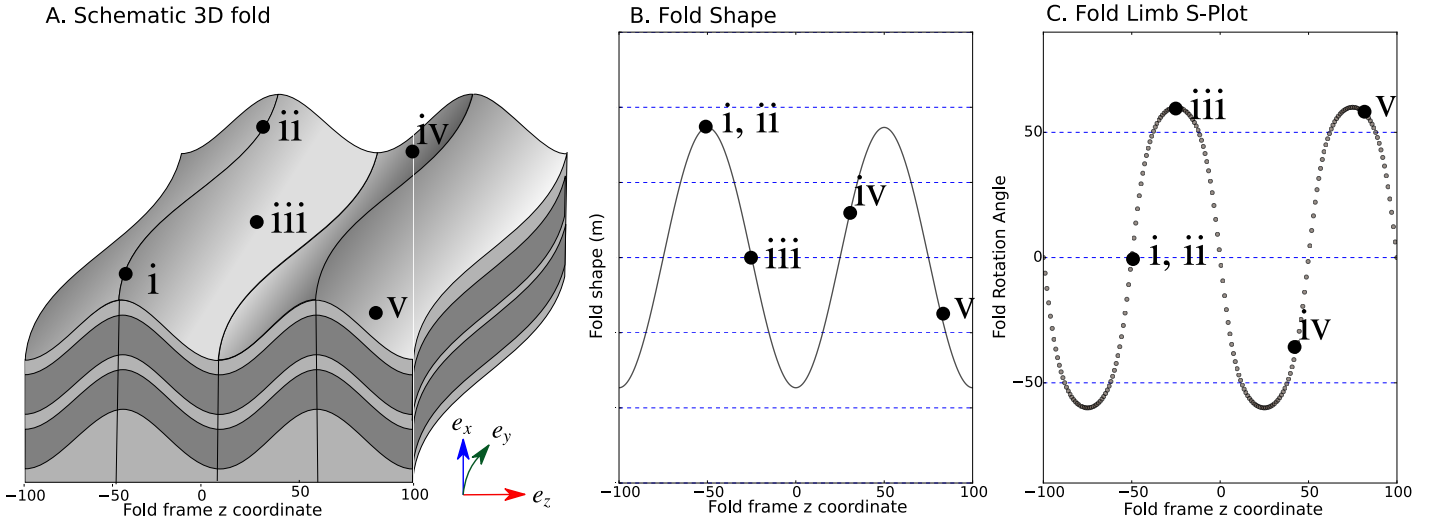 A. Schematic 3D fold
ii
iv
iii
i
v
e_x
e_y
e_z
−100
−50
0
50
100
Fold frame z coordinate
B. Fold Shape
Fold shape (m)
i, ii
iv
iii
v
−100
−50
0
50
100
Fold frame z coordinate
C. Fold Limb S-Plot
Fold Rotation Angle
50
0
−50
iii
v
i, ii
iv
−100
−50
0
50
100
Fold frame z coordinate